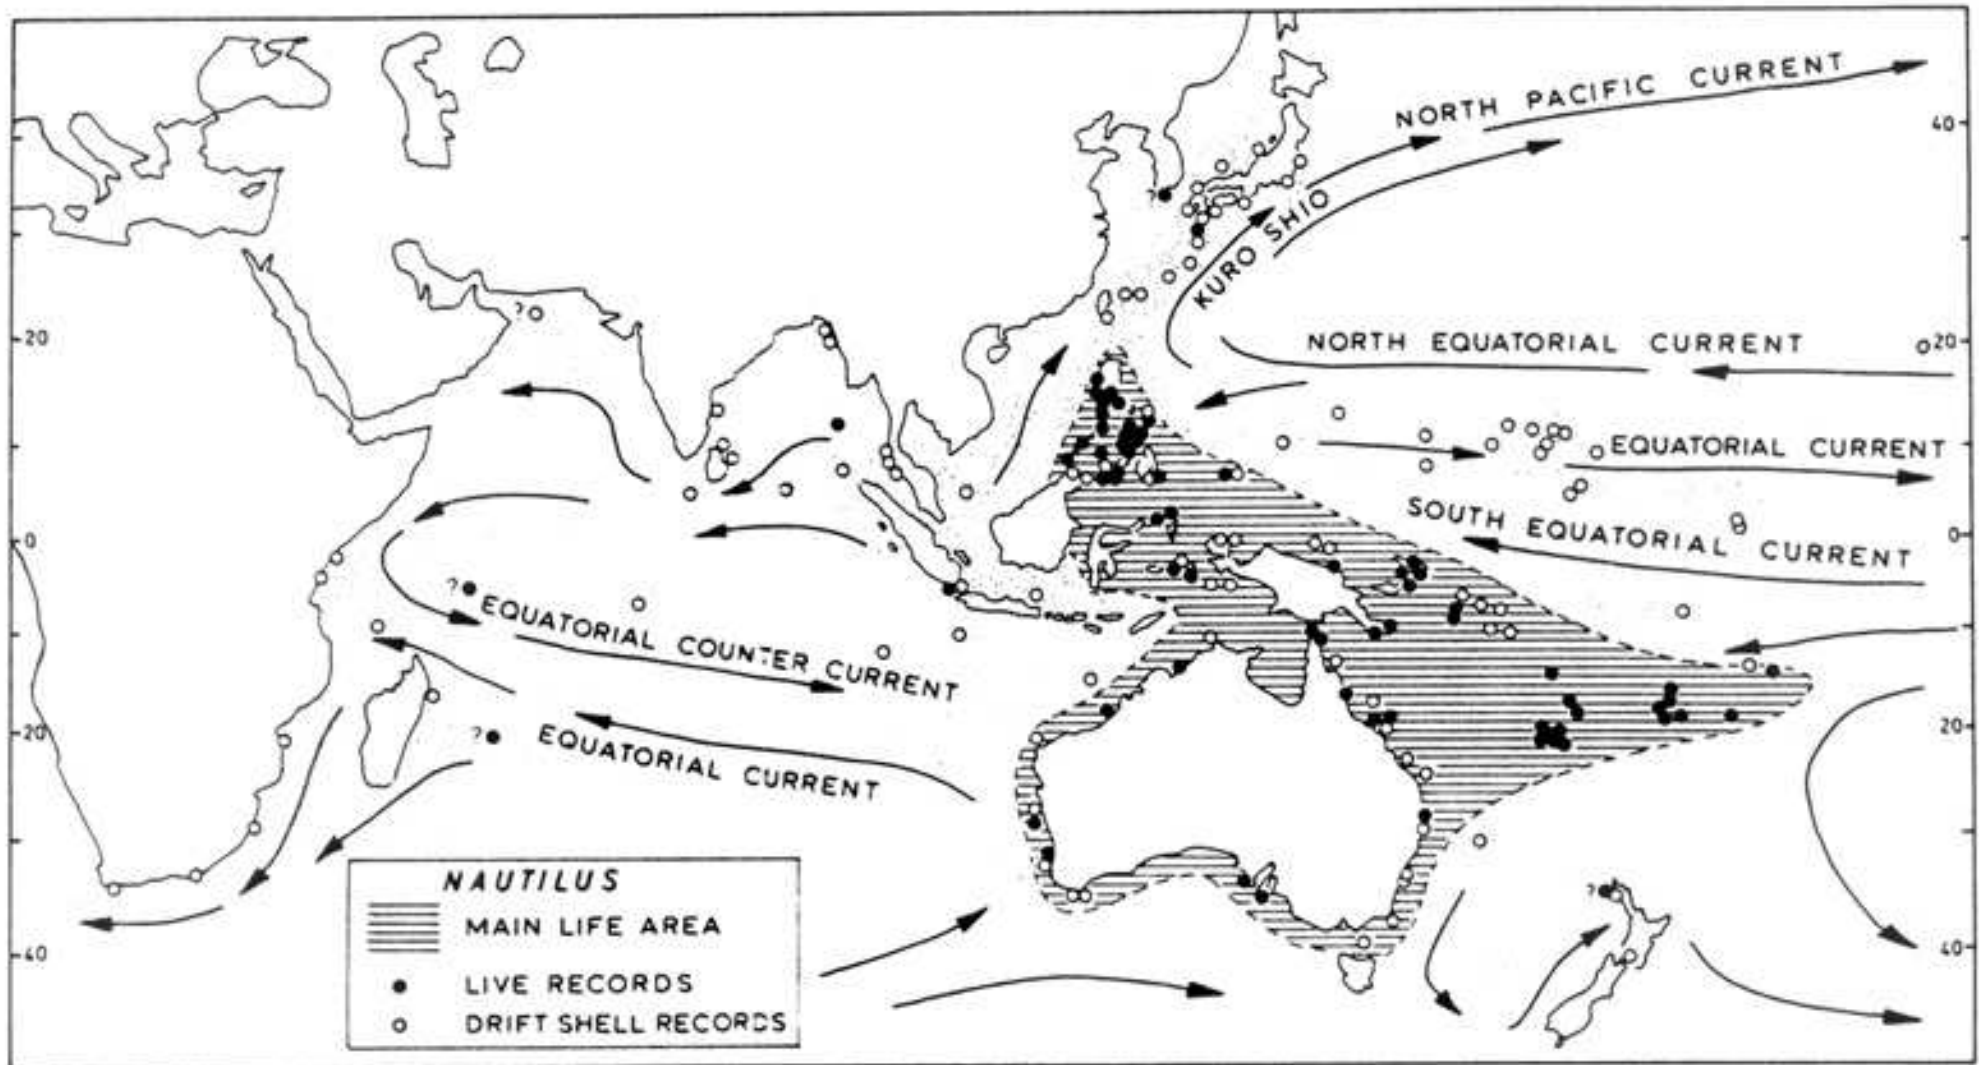 NORTH PACIFIC CURRENT
40
40
?
KURO SHIO
?
20
NORTH EQUATORIAL CURRENT
20
EQUATORIAL CURRENT
SOUTH EQUATORIAL CURRENT
0
0
?
EQUATORIAL COUNTER CURRENT
?
20
EQUATORIAL CURRENT
20
NAUTILUS
MAIN LIFE AREA
?
40
40
LIVE RECORDS
DRIFT SHELL RECORDS